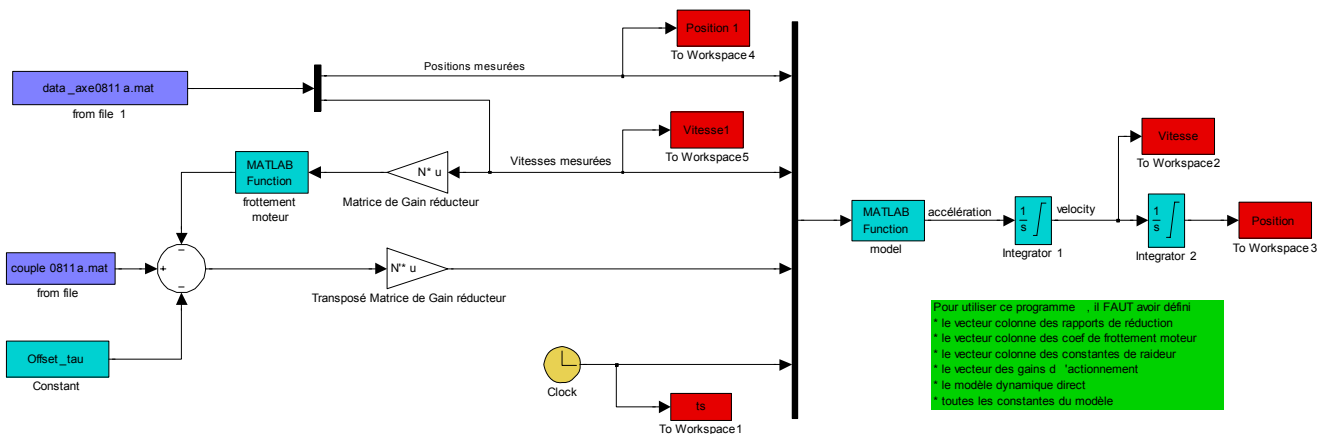 Position 1
To Workspace4
Positions mesurées
data _axe0811 a.mat
from file 1
Vitesse1
To Workspace5
Vitesses mesurées
MATLAB
Function
frottement
moteur
N* u
Matrice de Gain réducteur
Vitesse
To Workspace2
MATLAB
Function
model
accélération
1
s
Integrator 1
velocity
1
s
Integrator 2
Position
To Workspace3
couple 0811a.mat
from file
−
+
−
N'* u
Transposé Matrice de Gain réducteur
Offset _tau
Constant
Clock
ts
To Workspace1
Pour utiliser ce programme , il FAUT avoir défini
* le vecteur colonne des rapports de réduction
* le vecteur colonne des coef de frottement moteur
* le vecteur colonne des constantes de raideur
* le vecteur des gains d 'actionnement
* le modèle dynamique direct
* toutes les constantes du modèle